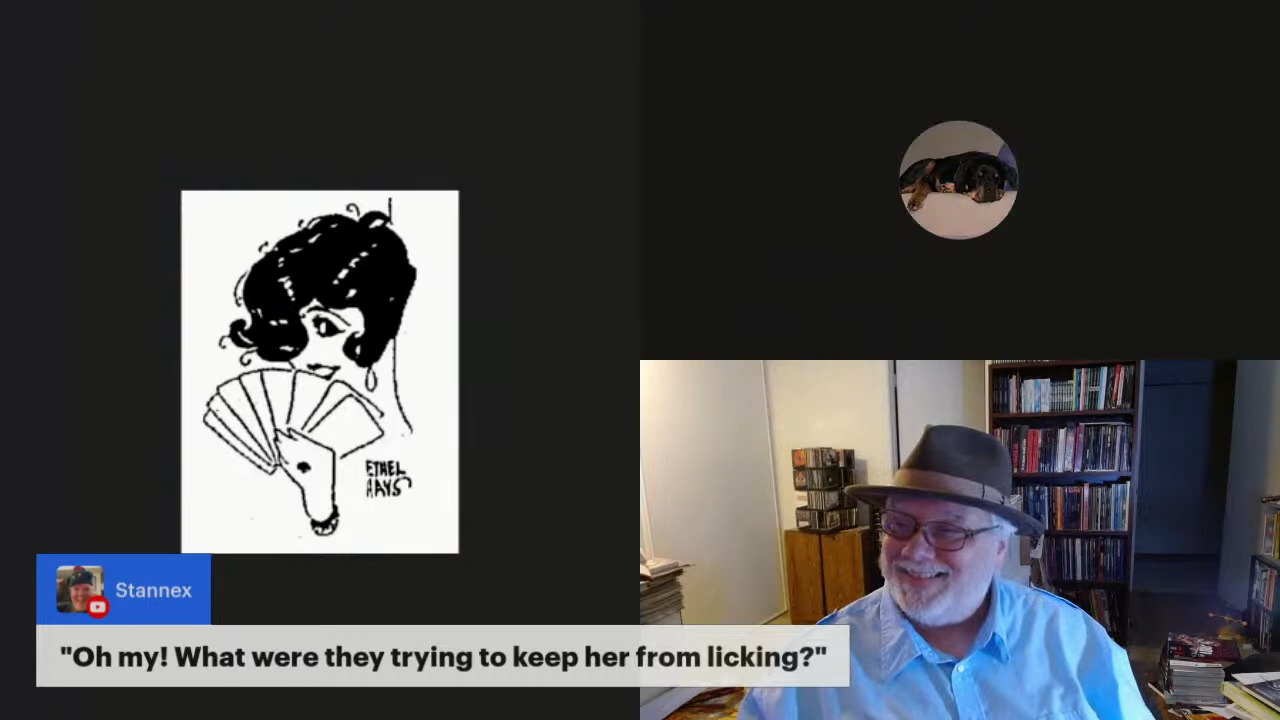 ETHEL
HAYS
Stannex
"Oh my! What were they trying to keep her from licking?"